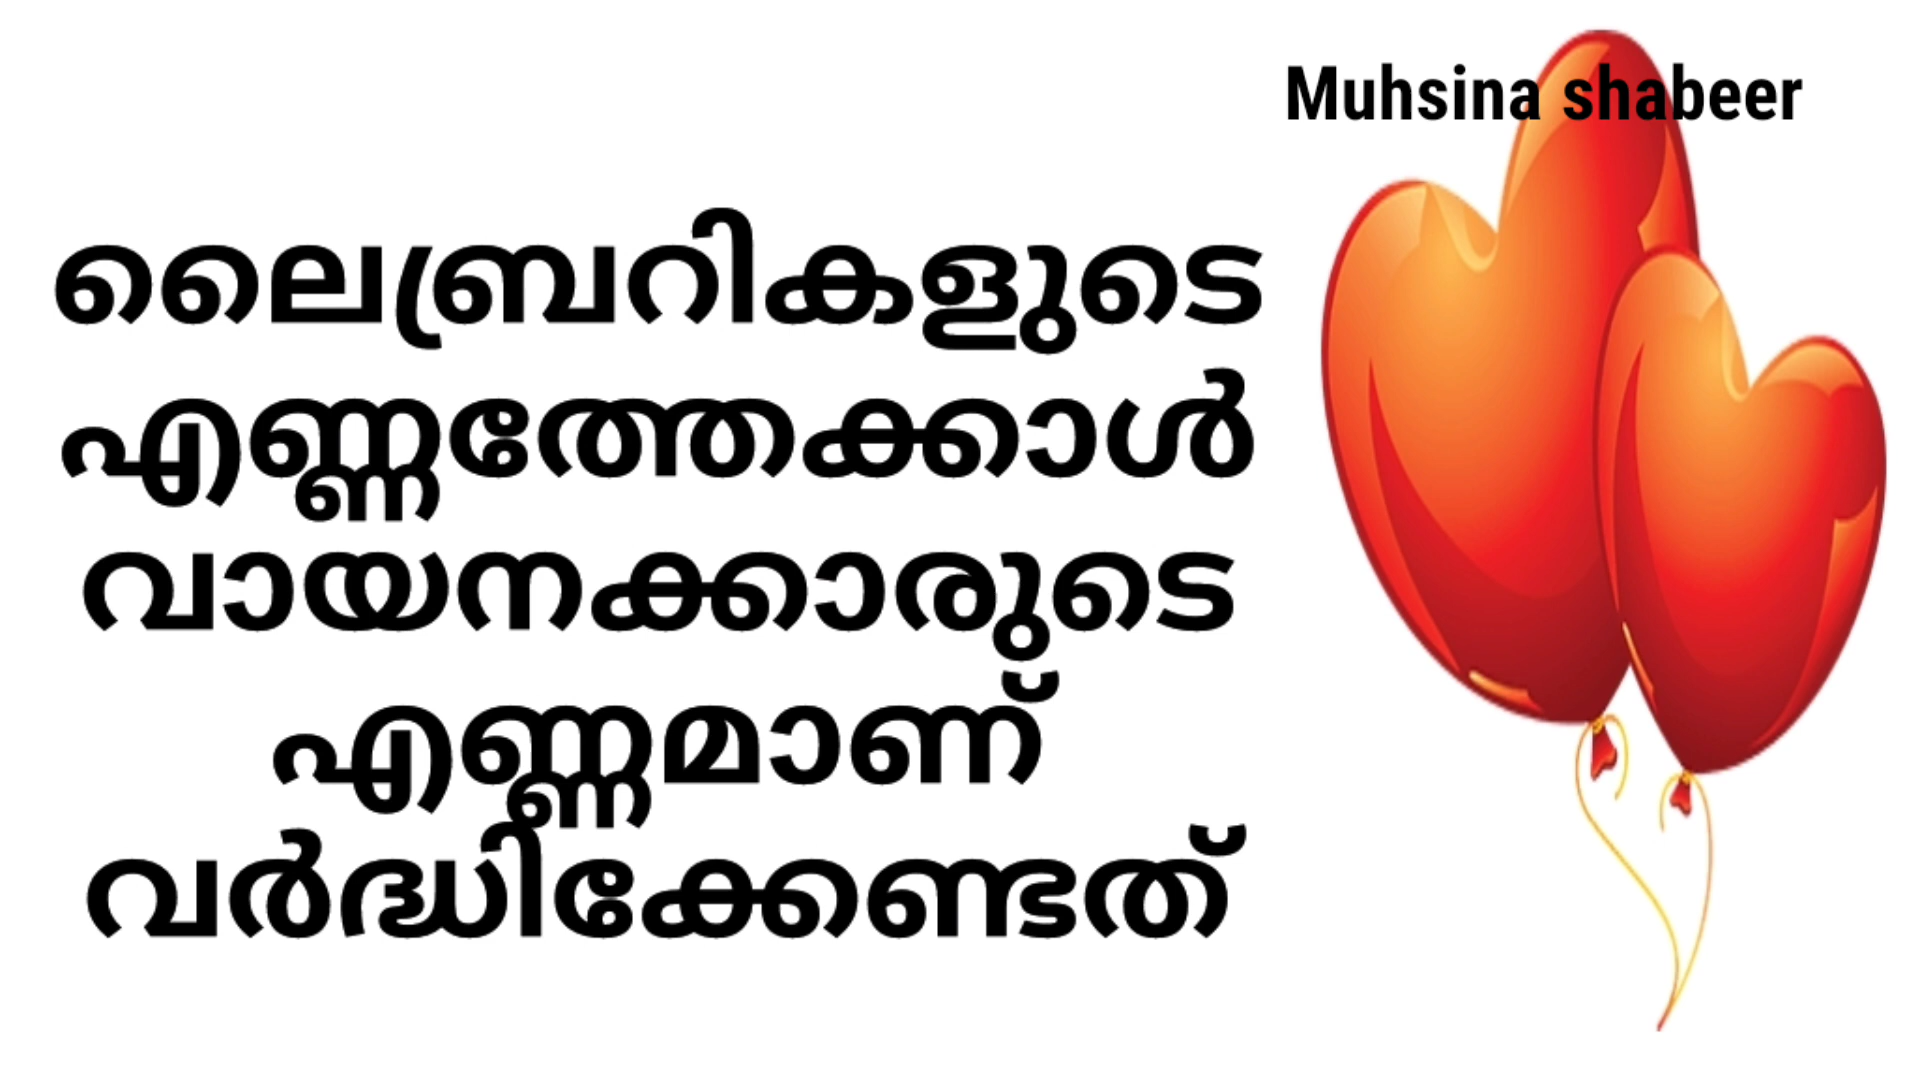 Muhsina shabeer
ലൈബ്രറികളുടെ
എണ്ണത്തേക്കാൾ
വായനക്കാരുടെ
എണ്ണമാണ്
വർദ്ധിക്കേണ്ടത്